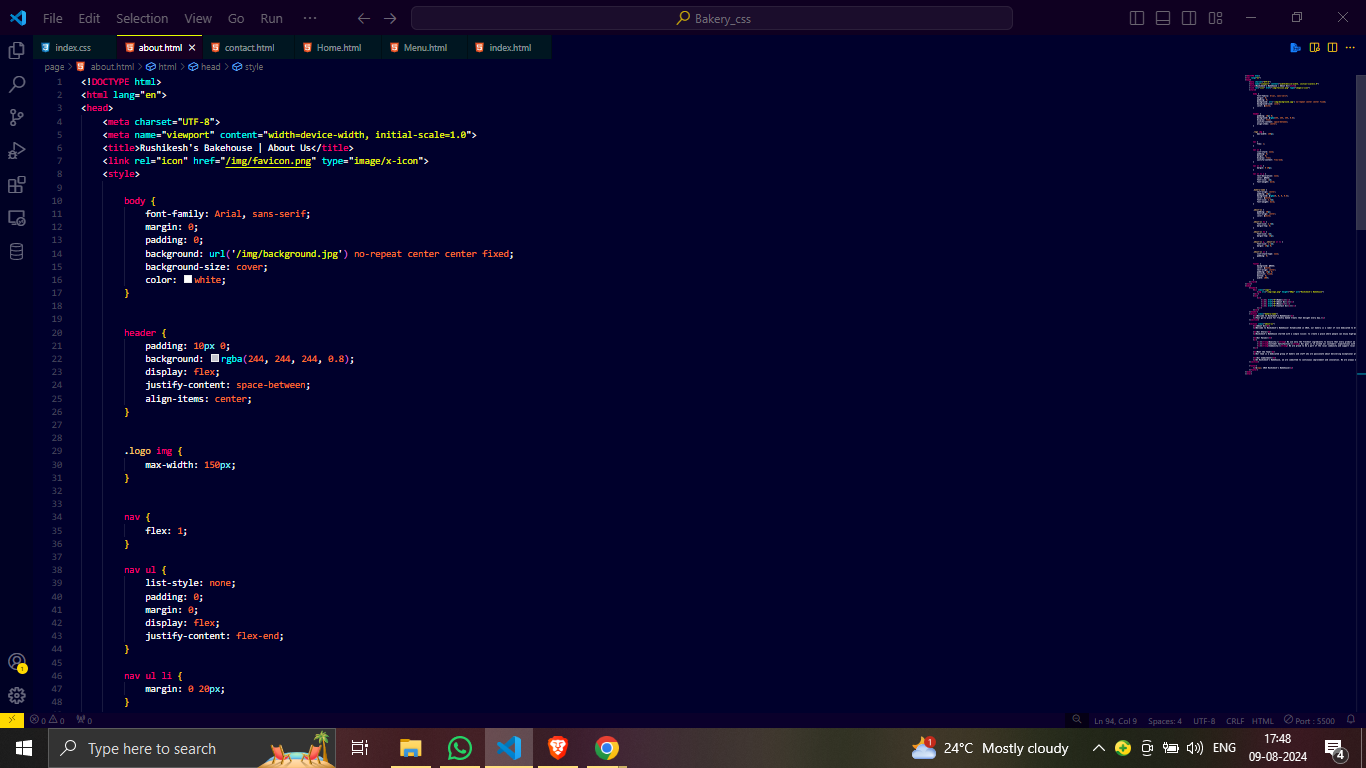 File Edit Selection View Go Run ··· Bakery_css
index.css about.html contact.html Home.html Menu.html index.html
page > about.html > html > head > style
1 <!DOCTYPE html>
2 <html lang="en">
3 <head>
4 <meta charset="UTF-8">
5 <meta name="viewport" content="width=device-width, initial-scale=1.0">
6 <title>Rushikesh's Bakehouse | About Us</title>
7 <link rel="icon" href="/img/favicon.png" type="image/x-icon">
8 <style>
9
10 body {
11 font-family: Arial, sans-serif;
12 margin: 0;
13 padding: 0;
14 background: url('/img/background.jpg') no-repeat center center fixed;
15 background-size: cover;
16 color: white;
17 }
18
19
20 header {
21 padding: 10px 0;
22 background: rgba(244, 244, 244, 0.8);
23 display: flex;
24 justify-content: space-between;
25 align-items: center;
26 }
27
28
29 .logo img {
30 max-width: 150px;
31 }
32
33
34 nav {
35 flex: 1;
36 }
37
38 nav ul {
39 list-style: none;
40 padding: 0;
41 margin: 0;
42 display: flex;
43 justify-content: flex-end;
44 }
45
46 nav ul li {
47 margin: 0 20px;
48 }
1
0 0 0 Ln 94, Col 9 Spaces: 4 UTF-8 CRLF HTML Port : 5500
Type here to search 1 24°C Mostly cloudy ENG 17:48
09-08-2024 4